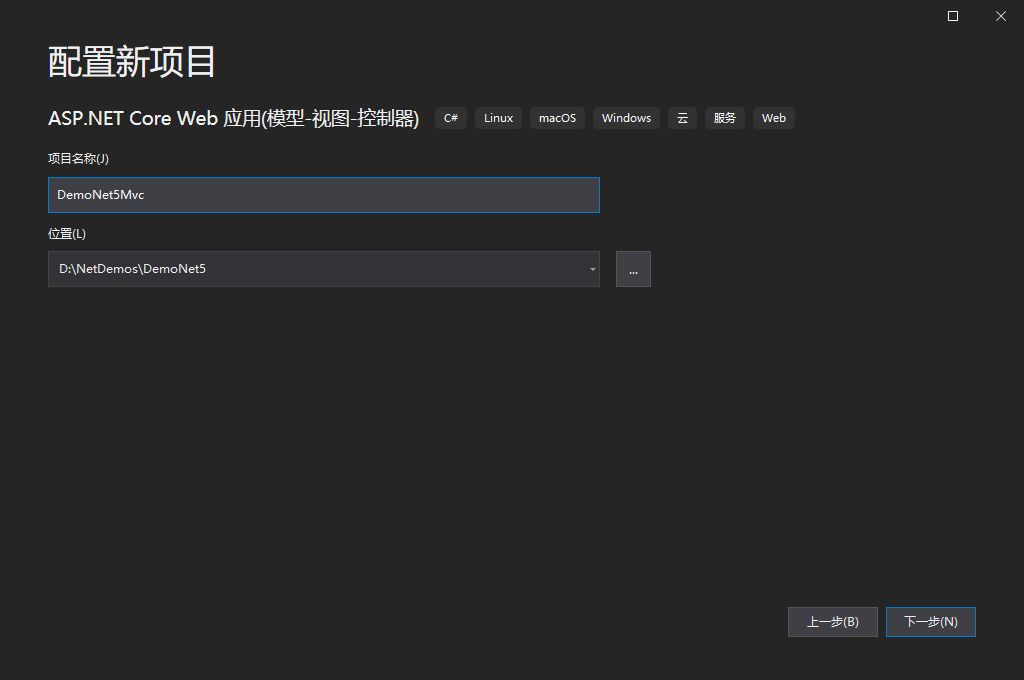 配置新项目
ASP.NET Core Web 应用(模型-视图-控制器) C# Linux macOS Windows 云 服务 Web
项目名称(J)
DemoNet5Mvc
位置(L)
D:\NetDemos\DemoNet5 ...
上一步(B) 下一步(N)